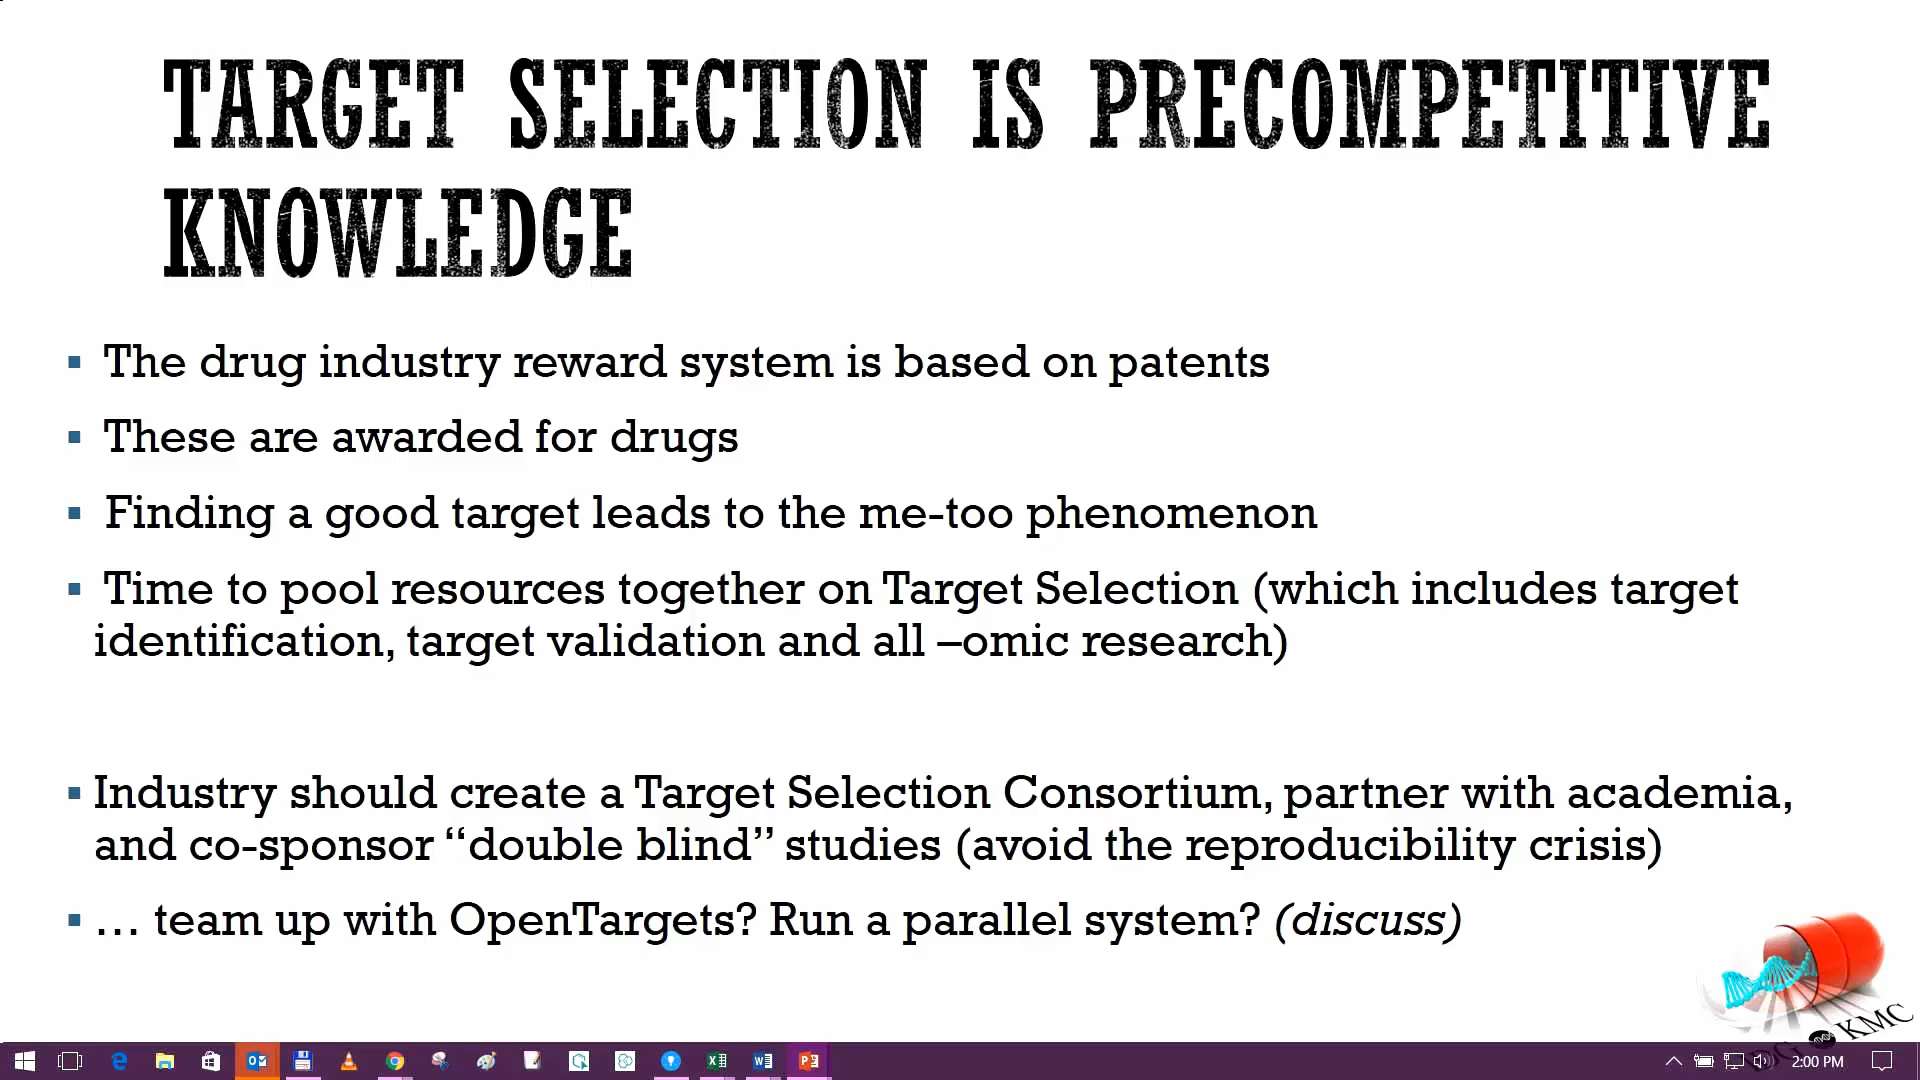 TARGET SELECTION IS PRECOMPETITIVE
KNOWLEDGE
▪ The drug industry reward system is based on patents
▪ These are awarded for drugs
▪ Finding a good target leads to the me-too phenomenon
▪ Time to pool resources together on Target Selection (which includes target
identification, target validation and all –omic research)
▪ Industry should create a Target Selection Consortium, partner with academia,
and co-sponsor “double blind” studies (avoid the reproducibility crisis)
▪ … team up with OpenTargets? Run a parallel system? (discuss)
KMC
2:00 PM